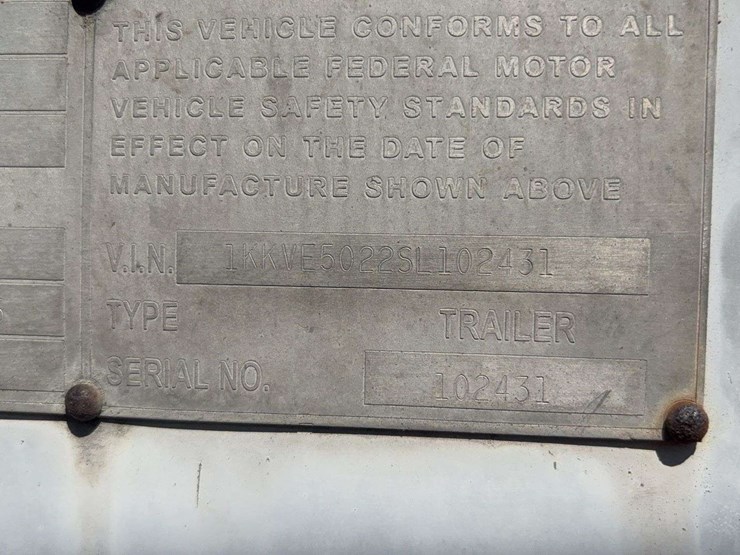 THIS VEHICLE CONFORMS TO ALL
APPLICABLE FEDERAL MOTOR
VEHICLE SAFETY STANDARDS IN
EFFECT ON THE DATE OF
MANUFACTURE SHOWN ABOVE
V.I.N. 1KKVE5022SL102431
TYPE TRAILER
SERIAL NO. 102431